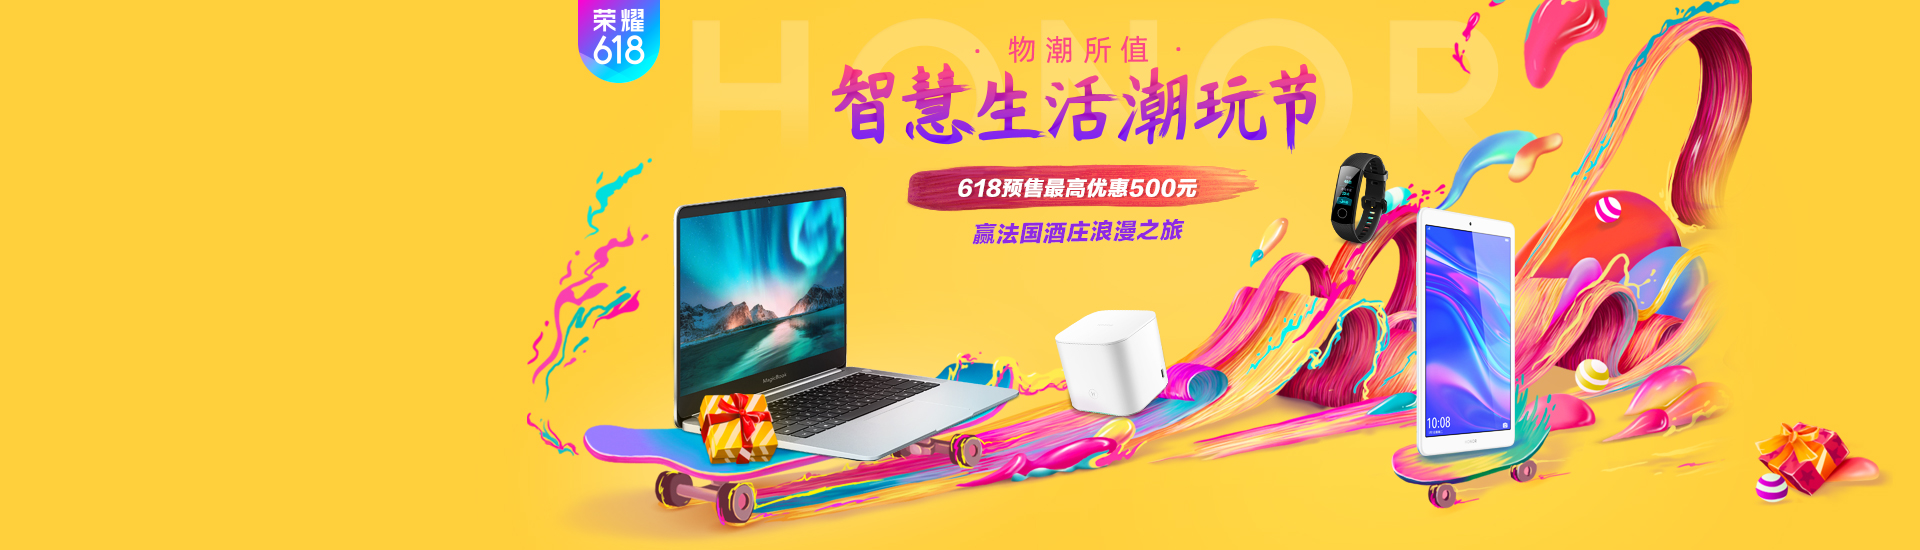 荣耀
618
HONOR
· 物潮所值 ·
智慧生活潮玩节
618预售最高优惠500元
赢法国酒庄浪漫之旅
MagicBook
10:08